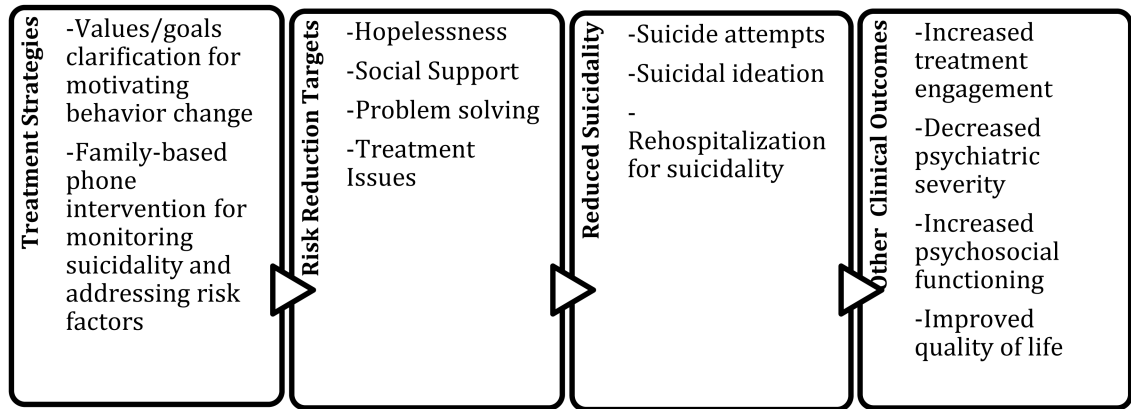 Treatment Strategies
-Values/goals
clarification for
motivating
behavior change
-Family-based
phone
intervention for
monitoring
suicidality and
addressing risk
factors
Risk Reduction Targets
-Hopelessness
-Social Support
-Problem solving
-Treatment
Issues
Reduced Suicidality
-Suicide attempts
-Suicidal ideation
-
Rehospitalization
for suicidality
Other Clinical Outcomes
-Increased
treatment
engagement
-Decreased
psychiatric
severity
-Increased
psychosocial
functioning
-Improved
quality of life